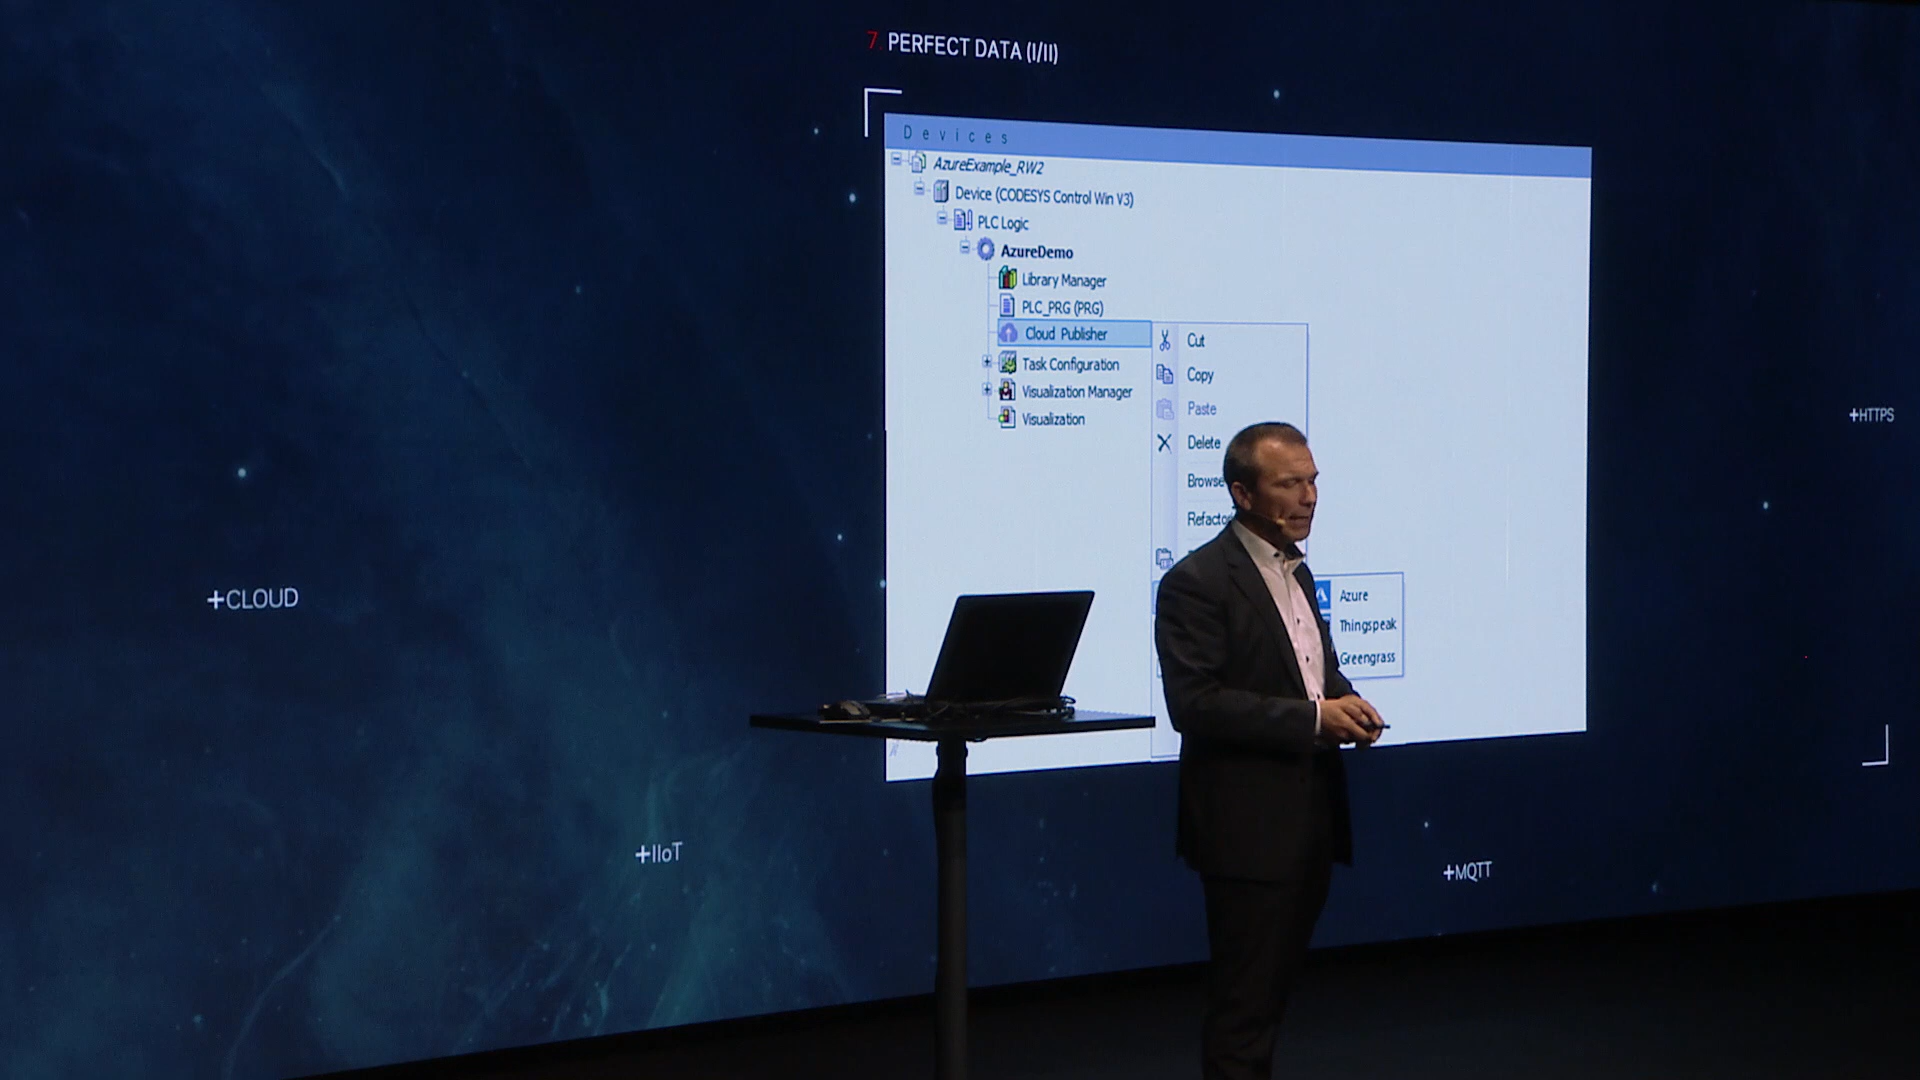 7. PERFECT DATA (I/II)
Devices
AzureExample_RW2
Device (CODESYS Control Win V3)
PLC Logic
AzureDemo
Library Manager
PLC_PRG (PRG)
Cloud Publisher
Task Configuration
Visualization Manager
Visualization
Cut
Copy
Paste
Delete
Browse
Azure
Thingspeak
Greengrass
+HTTPS
+CLOUD
+IIoT
+MQTT